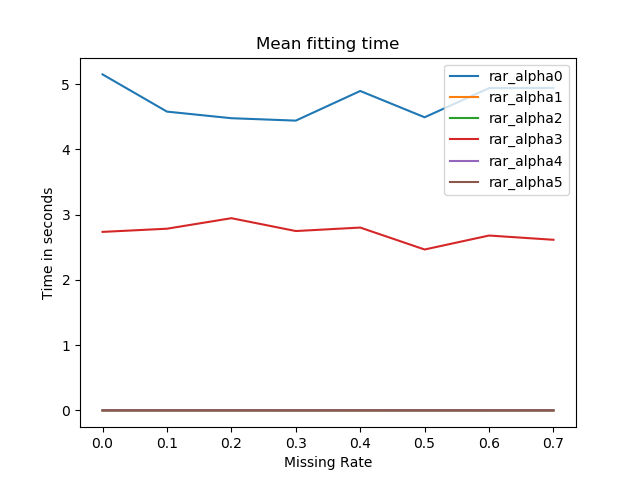 Mean fitting time
rar_alpha0
rar_alpha1
rar_alpha2
rar_alpha3
rar_alpha4
rar_alpha5
Time in seconds
5
4
3
2
1
0
0.0 0.1 0.2 0.3 0.4 0.5 0.6 0.7
Missing Rate